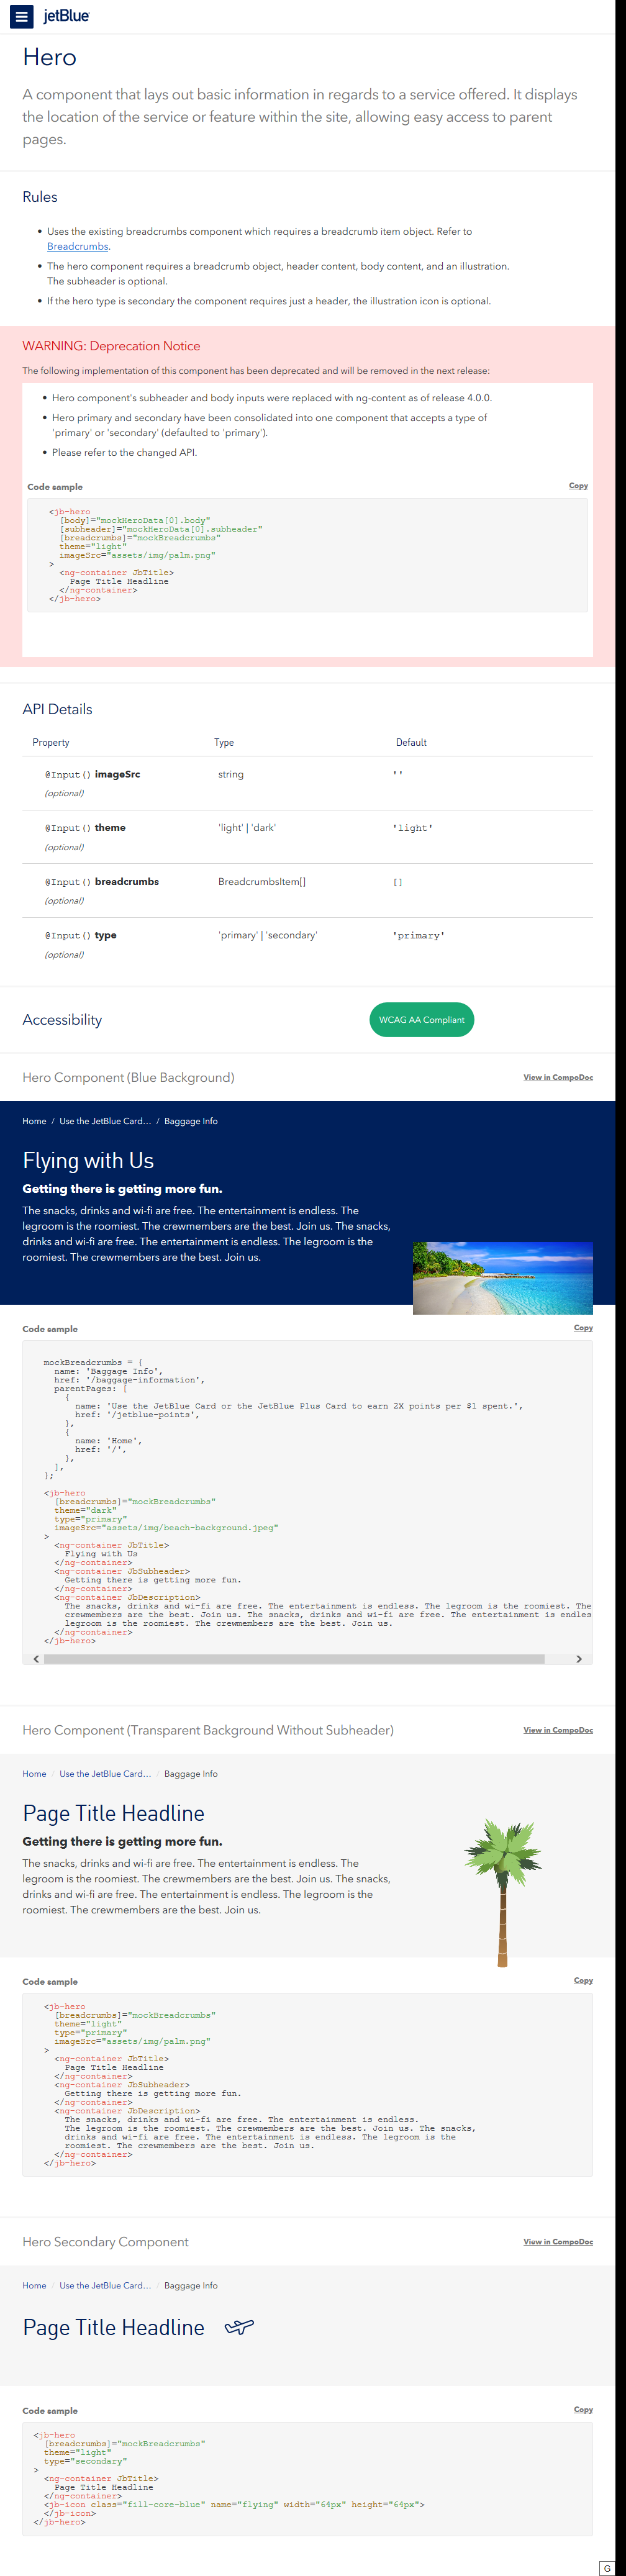 jetBlue
Hero
A component that lays out basic information in regards to a service offered. It displays
the location of the service or feature within the site, allowing easy access to parent
pages.
Rules
• Uses the existing breadcrumbs component which requires a breadcrumb item object. Refer to
Breadcrumbs.
• The hero component requires a breadcrumb object, header content, body content, and an illustration.
The subheader is optional.
• If the hero type is secondary the component requires just a header, the illustration icon is optional.
WARNING: Deprecation Notice
The following implementation of this component has been deprecated and will be removed in the next release:
• Hero component's subheader and body inputs were replaced with ng-content as of release 4.0.0.
• Hero primary and secondary have been consolidated into one component that accepts a type of
'primary' or 'secondary' (defaulted to 'primary').
• Please refer to the changed API.
Code sample Copy
<jb-hero
[body]="mockHeroData[0].body"
[subheader]="mockHeroData[0].subheader"
[breadcrumbs]="mockBreadcrumbs"
theme="light"
imageSrc="assets/img/palm.png"
>
<ng-container JbTitle>
Page Title Headline
</ng-container>
</jb-hero>
API Details
Property Type Default
@Input() imageSrc string ''
(optional)
@Input() theme 'light' | 'dark' 'light'
(optional)
@Input() breadcrumbs BreadcrumbsItem[] []
(optional)
@Input() type 'primary' | 'secondary' 'primary'
(optional)
Accessibility WCAG AA Compliant
Hero Component (Blue Background) View in CompoDoc
Home / Use the JetBlue Card... / Baggage Info
Flying with Us
Getting there is getting more fun.
The snacks, drinks and wi-fi are free. The entertainment is endless. The
legroom is the roomiest. The crewmembers are the best. Join us. The snacks,
drinks and wi-fi are free. The entertainment is endless. The legroom is the
roomiest. The crewmembers are the best. Join us.
Code sample Copy
mockBreadcrumbs = {
name: 'Baggage Info',
href: '/baggage-information',
parentPages: [
{
name: 'Use the JetBlue Card or the JetBlue Plus Card to earn 2X points per $1 spent.',
href: '/jetblue-points',
},
{
name: 'Home',
href: '/',
},
],
};
<jb-hero
[breadcrumbs]="mockBreadcrumbs"
theme="dark"
type="primary"
imageSrc="assets/img/beach-background.jpeg"
>
<ng-container JbTitle>
Flying with Us
</ng-container>
<ng-container JbSubheader>
Getting there is getting more fun.
</ng-container>
<ng-container JbDescription>
The snacks, drinks and wi-fi are free. The entertainment is endless. The legroom is the roomiest. The
crewmembers are the best. Join us. The snacks, drinks and wi-fi are free. The entertainment is endles
legroom is the roomiest. The crewmembers are the best. Join us.
</ng-container>
</jb-hero>
Hero Component (Transparent Background Without Subheader) View in CompoDoc
Home / Use the JetBlue Card... / Baggage Info
Page Title Headline
Getting there is getting more fun.
The snacks, drinks and wi-fi are free. The entertainment is endless. The
legroom is the roomiest. The crewmembers are the best. Join us. The snacks,
drinks and wi-fi are free. The entertainment is endless. The legroom is the
roomiest. The crewmembers are the best. Join us.
Code sample Copy
<jb-hero
[breadcrumbs]="mockBreadcrumbs"
theme="light"
type="primary"
imageSrc="assets/img/palm.png"
>
<ng-container JbTitle>
Page Title Headline
</ng-container>
<ng-container JbSubheader>
Getting there is getting more fun.
</ng-container>
<ng-container JbDescription>
The snacks, drinks and wi-fi are free. The entertainment is endless.
The legroom is the roomiest. The crewmembers are the best. Join us. The snacks,
drinks and wi-fi are free. The entertainment is endless. The legroom is the
roomiest. The crewmembers are the best. Join us.
</ng-container>
</jb-hero>
Hero Secondary Component View in CompoDoc
Home / Use the JetBlue Card... / Baggage Info
Page Title Headline
Code sample Copy
<jb-hero
[breadcrumbs]="mockBreadcrumbs"
theme="light"
type="secondary"
>
<ng-container JbTitle>
Page Title Headline
</ng-container>
<jb-icon class="fill-core-blue" name="flying" width="64px" height="64px">
</jb-icon>
</jb-hero>
G